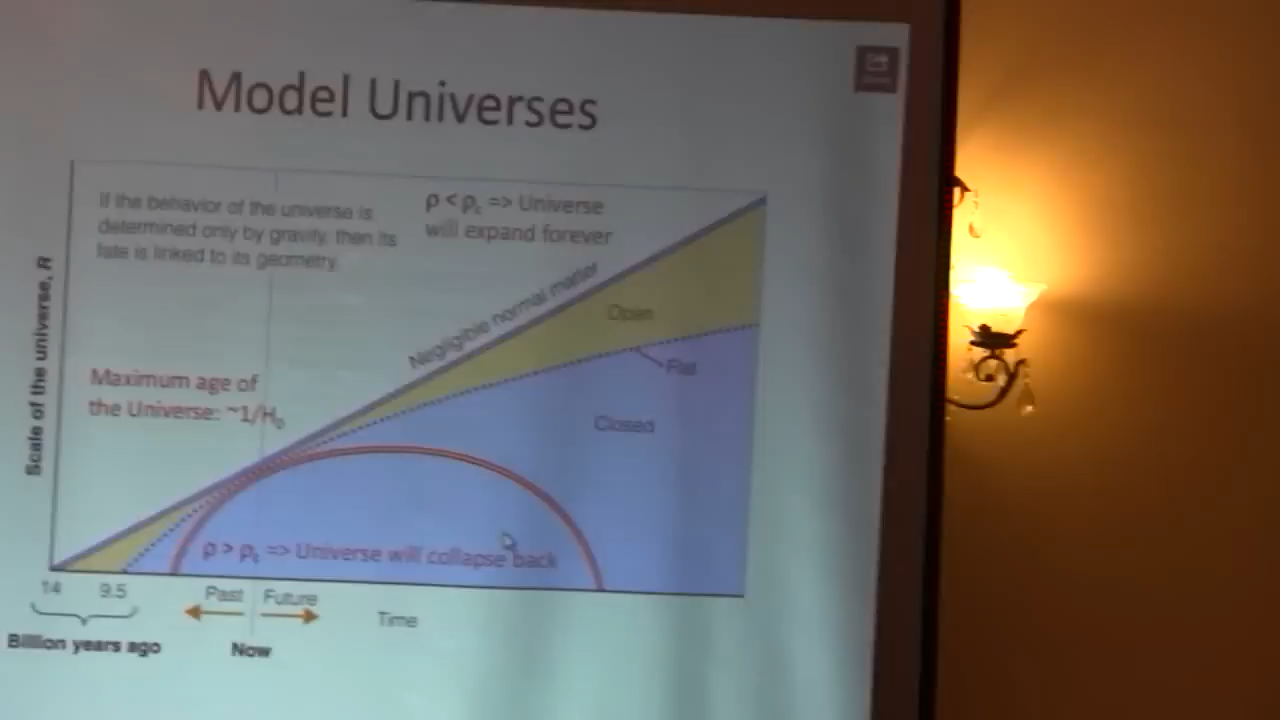 Model Universes
If the behavior of the universe is
determined only by gravity, then its
fate is linked to its geometry.
ρ < ρc => Universe
will expand forever
Negligible normal matter
Open
Flat
Closed
Maximum age of
the Universe: ~1/H0
Scale of the universe, R
ρ > ρc => Universe will collapse back
14
9.5
Past
Future
Time
Billion years ago
Now